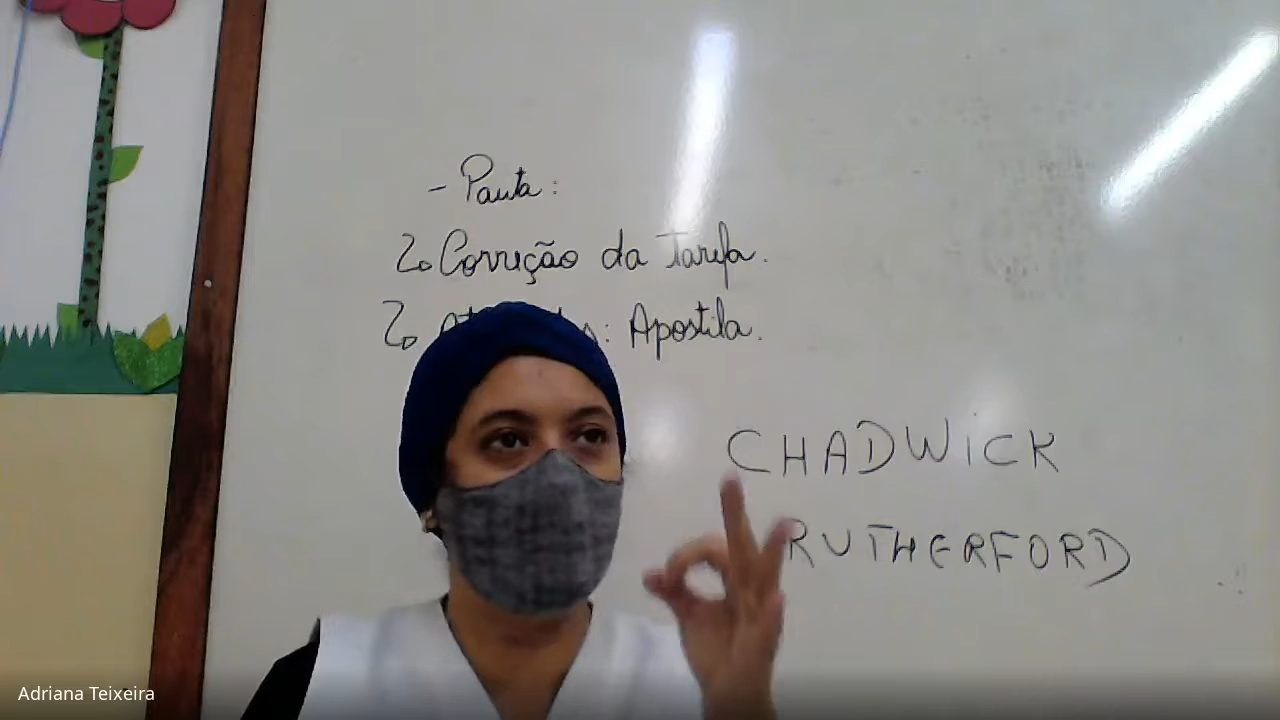 - Pauta:
Correção da Tarefa.
: Apostila.
CHADWICK
RUTHERFORD
Adriana Teixeira